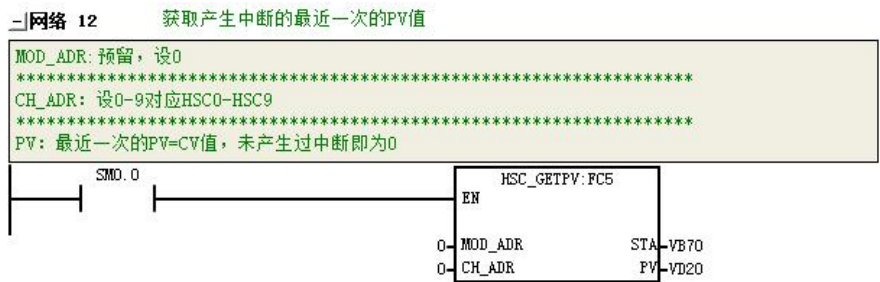 网络 12 获取产生中断的最近一次的PV值
MOD_ADR:预留，设0
*******************************************************************
CH_ADR: 设0-9对应HSC0-HSC9
*******************************************************************
PV: 最近一次的PV=CV值，未产生过中断即为0
SM0.0
HSC_GETPV:FC5
EN
0 MOD_ADR STA VB70
0 CH_ADR PV VD20